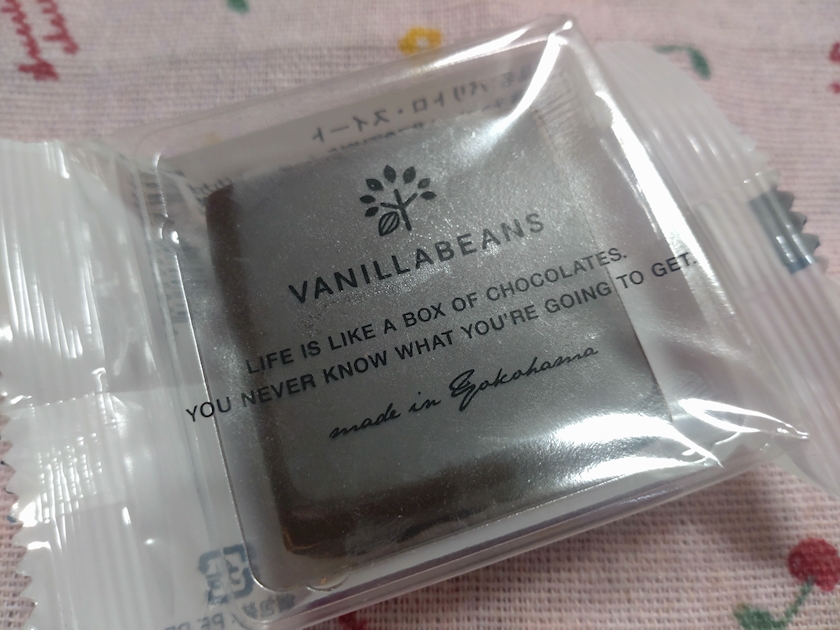 VANILLABEANS
LIFE IS LIKE A BOX OF CHOCOLATES.
YOU NEVER KNOW WHAT YOU'RE GOING TO GET.
made in Yokohama